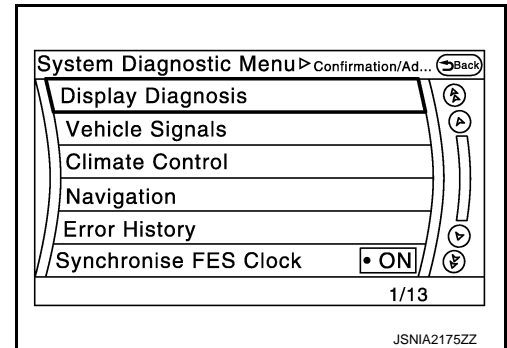 System Diagnostic Menu ▷ Confirmation/Ad... Back
Display Diagnosis
Vehicle Signals
Climate Control
Navigation
Error History
Synchronise FES Clock • ON
1/13
JSNIA2175ZZ